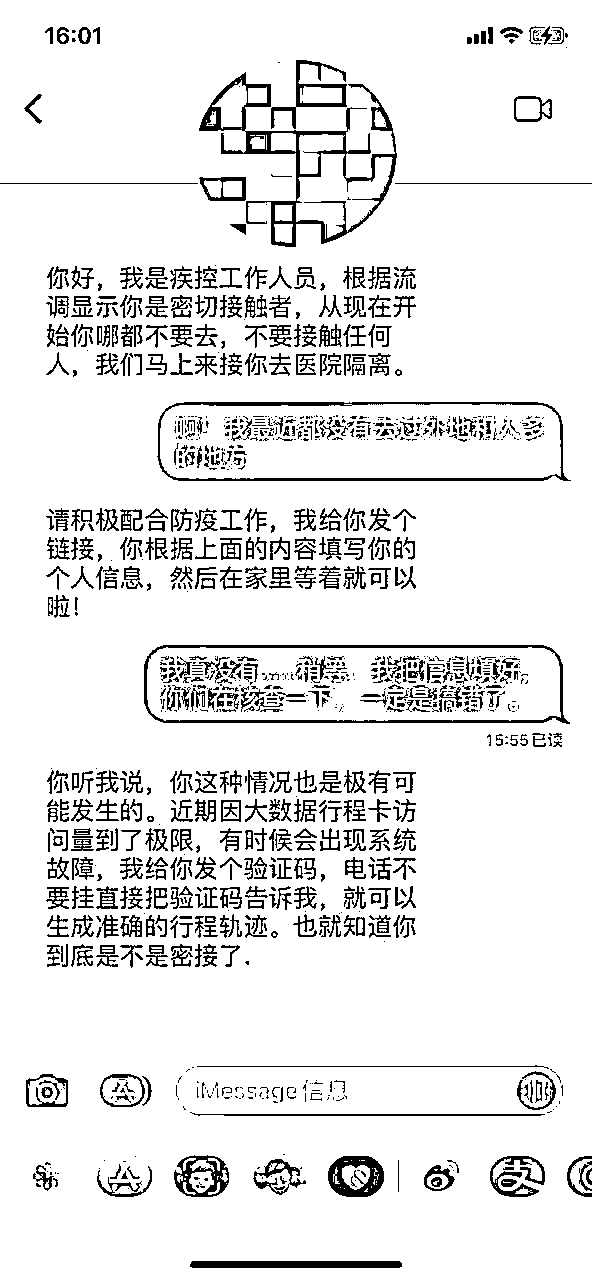 16:01
你好，我是疾控工作人员，根据流
调显示你是密切接触者，从现在开
始你哪都不要去，不要接触任何
人，我们马上来接你去医院隔离。
啊！我最近都没有去过外地和人多
的地方
请积极配合防疫工作，我给你发个
链接，你根据上面的内容填写你的
个人信息，然后在家里等着就可以
啦！
我真没有......稍等，我把信息填好，
你们在核查一下。一定是搞错了。
15:55已读
你听我说，你这种情况也是极有可
能发生的。近期因大数据行程卡访
问量到了极限，有时候会出现系统
故障，我给你发个验证码，电话不
要挂直接把验证码告诉我，就可以
生成准确的行程轨迹。也就知道你
到底是不是密接了.
iMessage信息
支